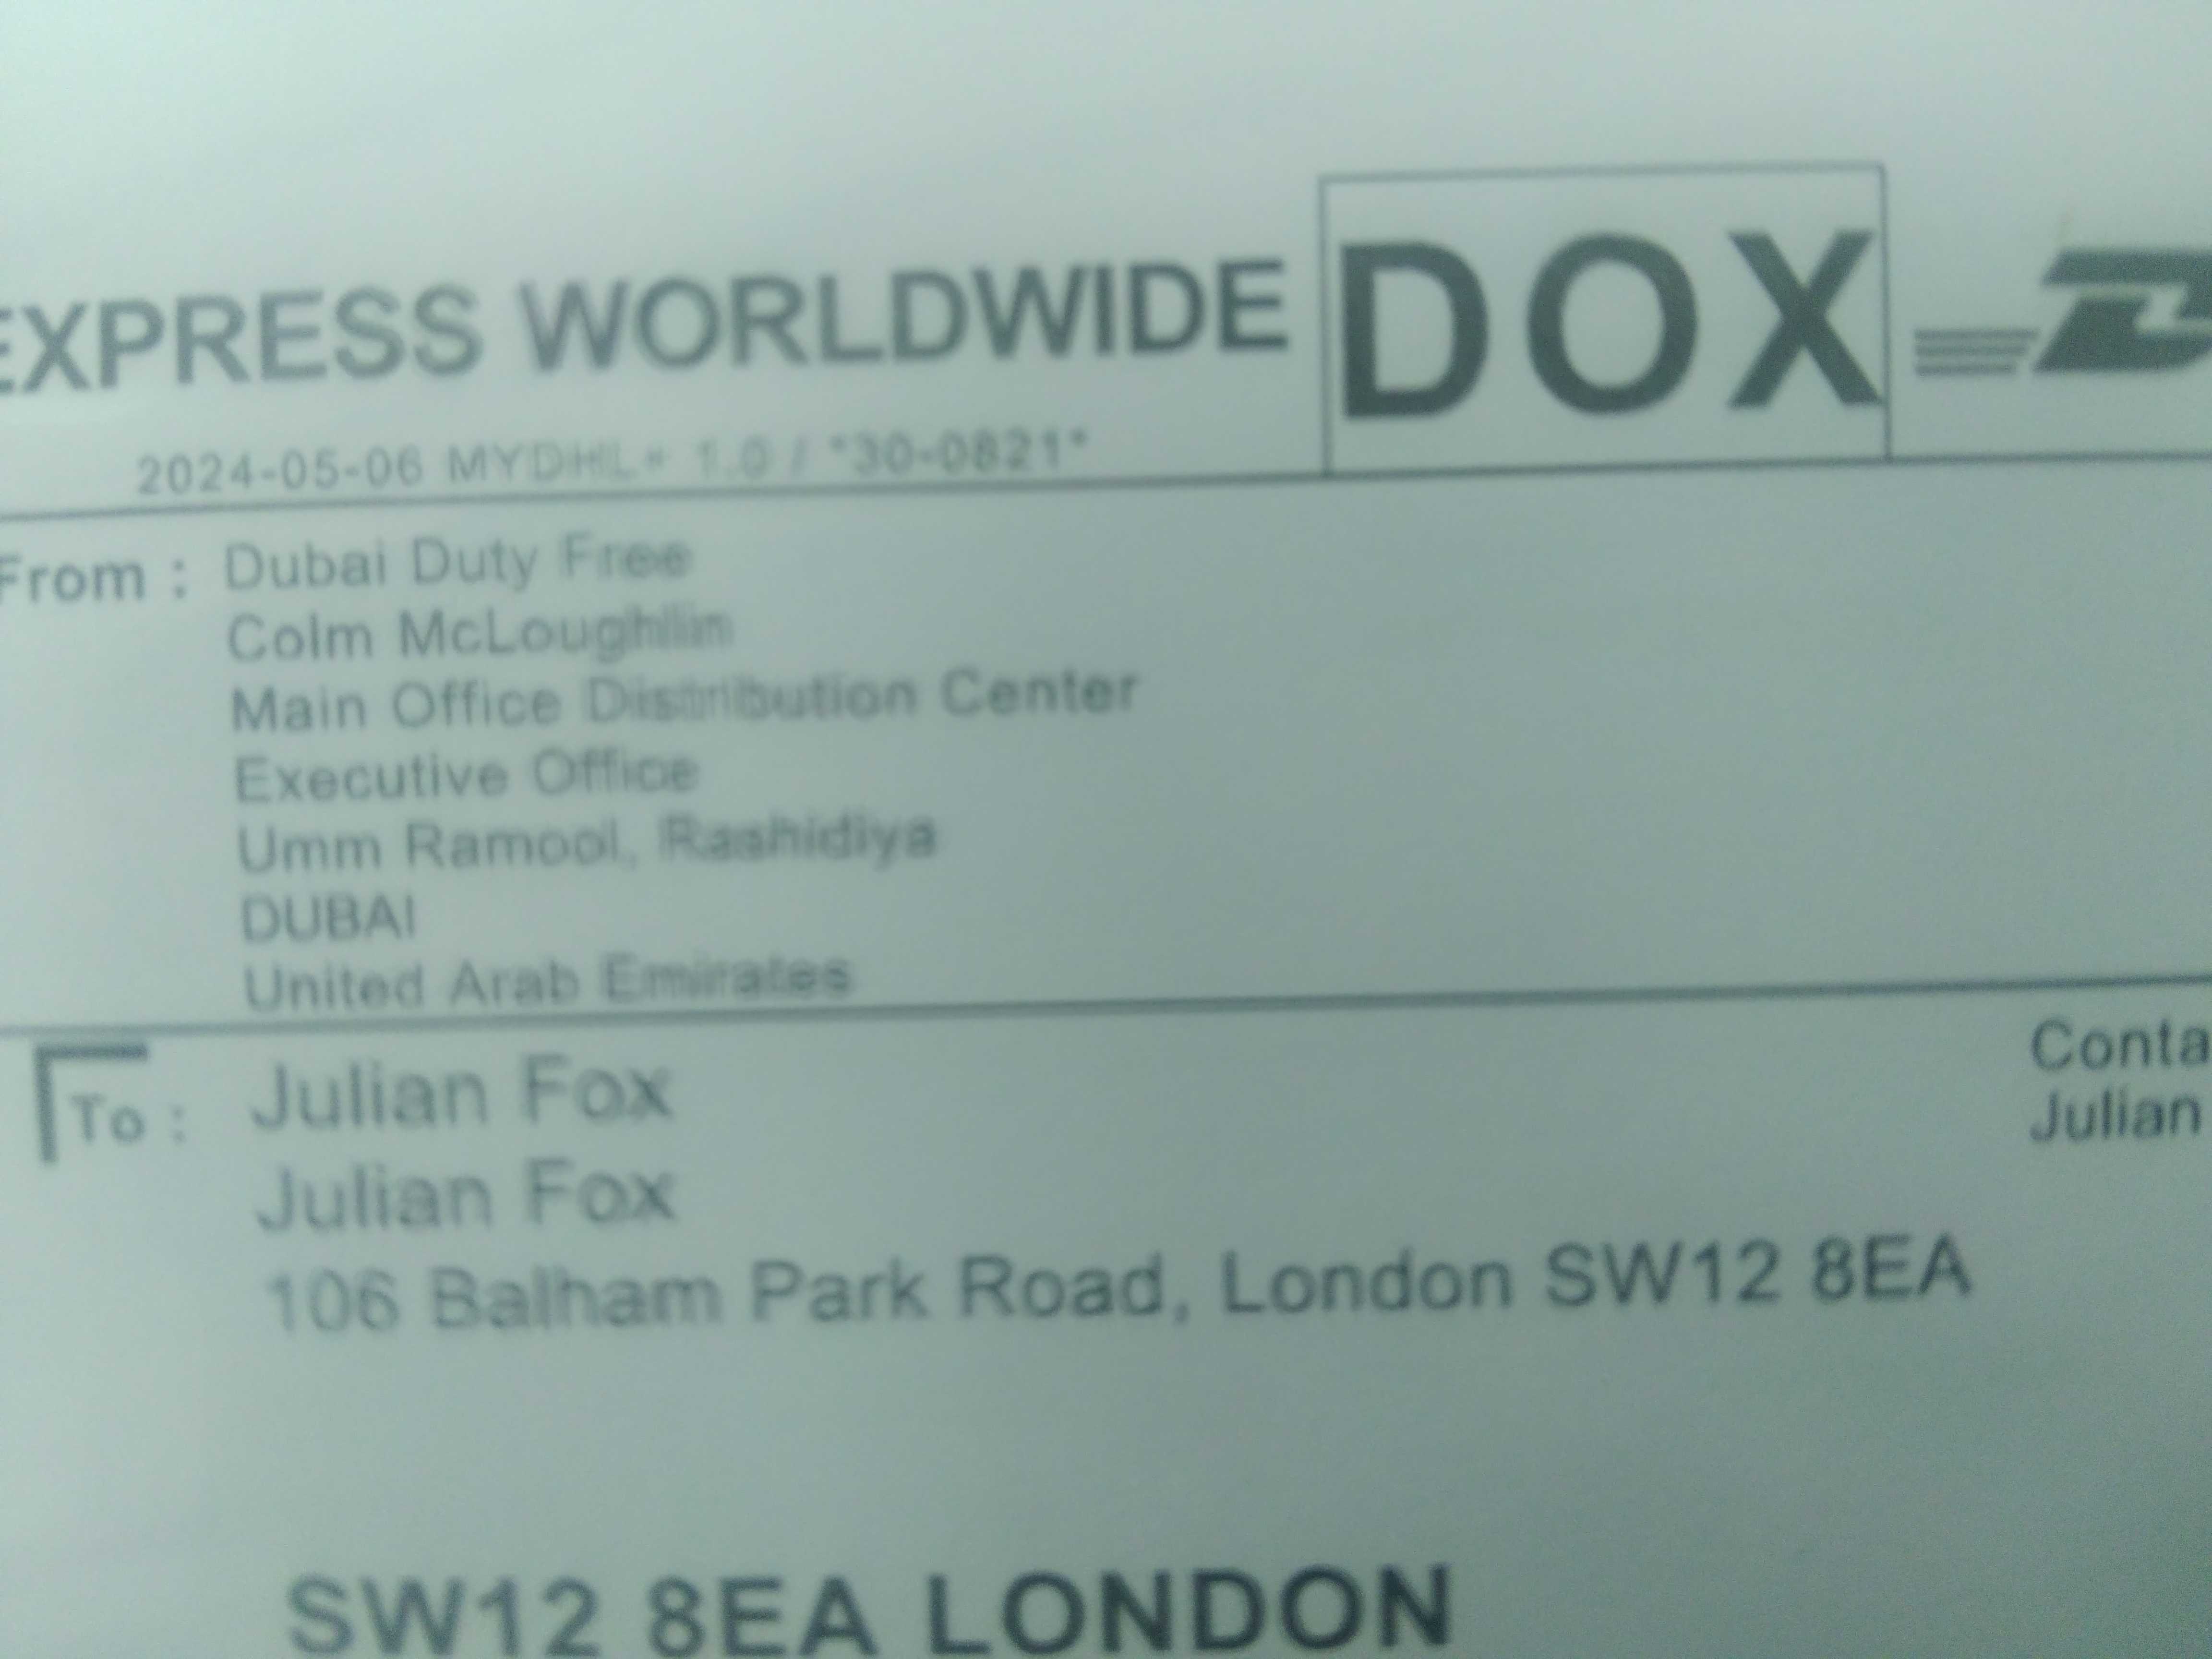 EXPRESS WORLDWIDE DOX
2024-05-06 MYDHL+ 1.0 / *30-0821*
From : Dubai Duty Free
Colm McLoughlin
Main Office Distribution Center
Executive Office
Umm Ramool, Rashidiya
DUBAI
United Arab Emirates
To : Julian Fox
Julian Fox
106 Balham Park Road, London SW12 8EA
Conta
Julian
SW12 8EA LONDON